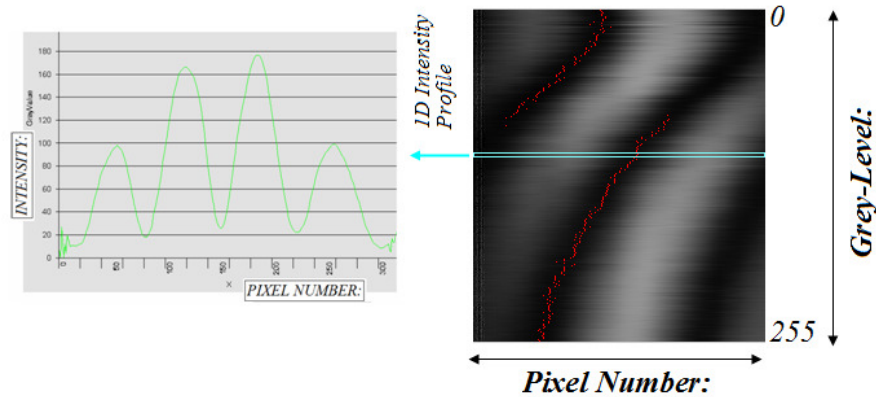 180
160
140
120
100
80
60
40
20
0
GreyValue
INTENSITY:
0
50
100
150
200
250
300
X
PIXEL NUMBER:
1D Intensity
Profile
0
255
Grey-Level:
Pixel Number: